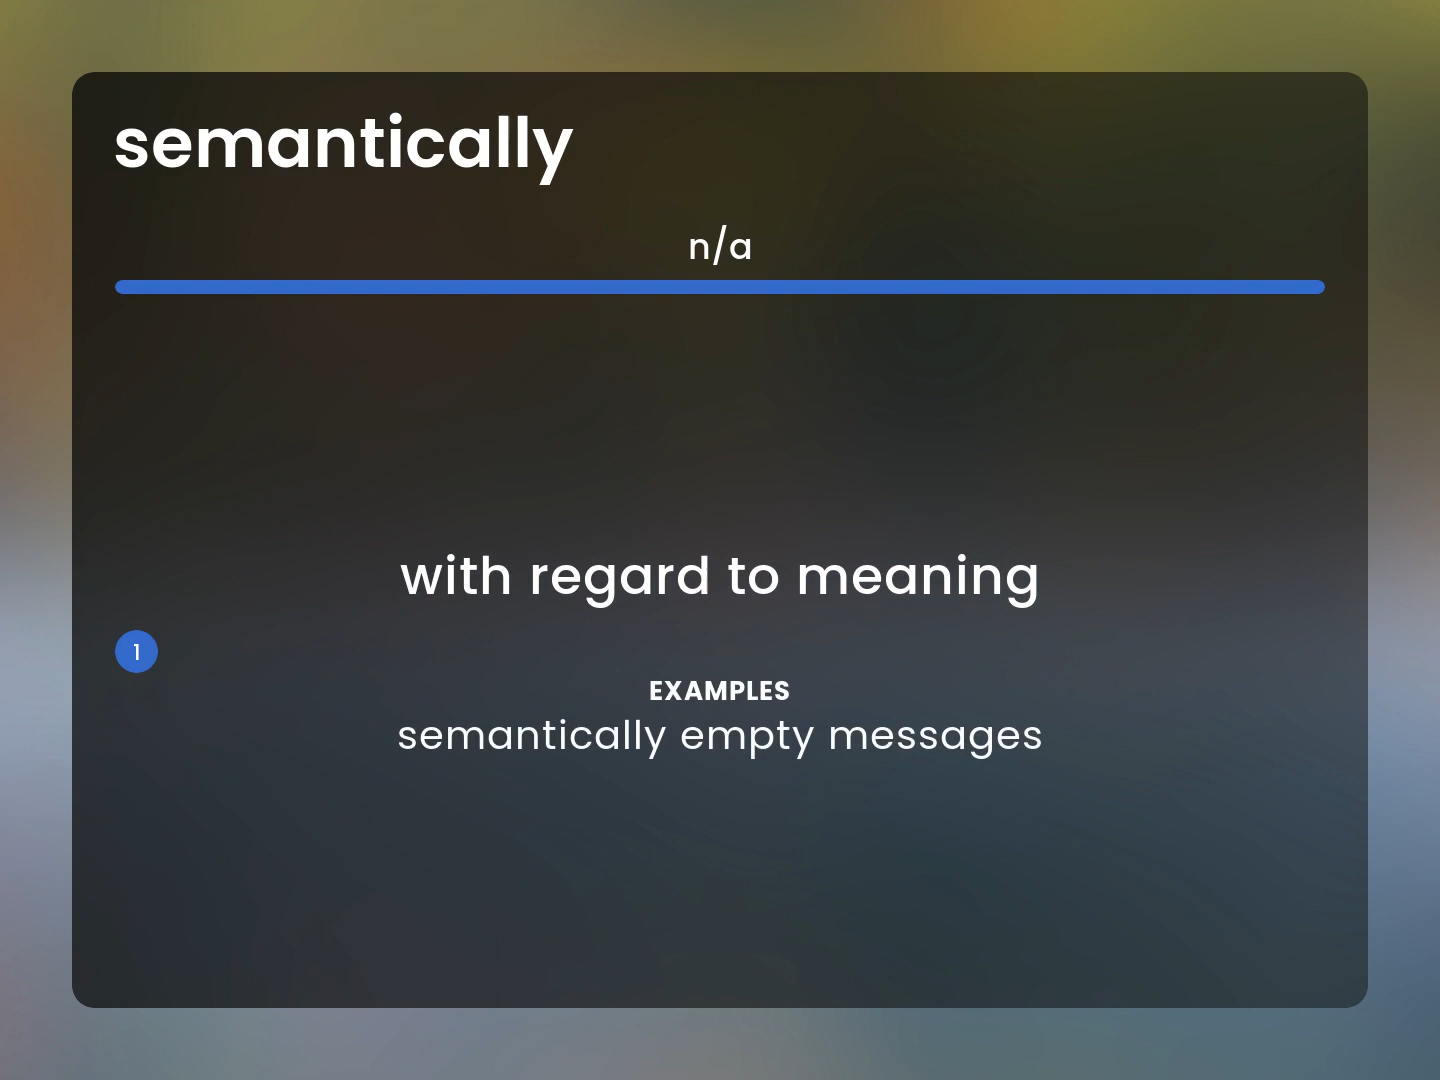 semantically
n/a
with regard to meaning
1
EXAMPLES
semantically empty messages